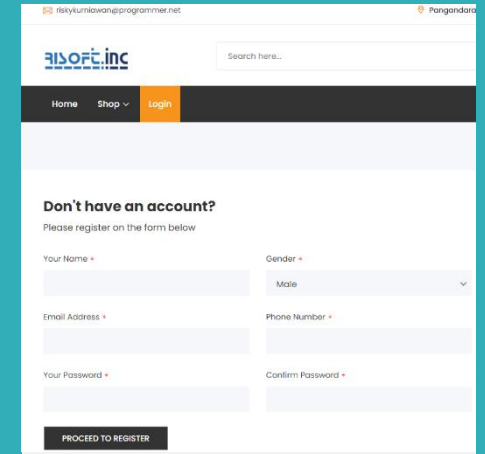 riskykurniawan@programmer.net Pangandara
RISOFT.inc Search here...
Home Shop Login
Don't have an account?
Please register on the form below
Your Name * Gender *
Male
Email Address * Phone Number *
Your Password * Confirm Password *
PROCEED TO REGISTER